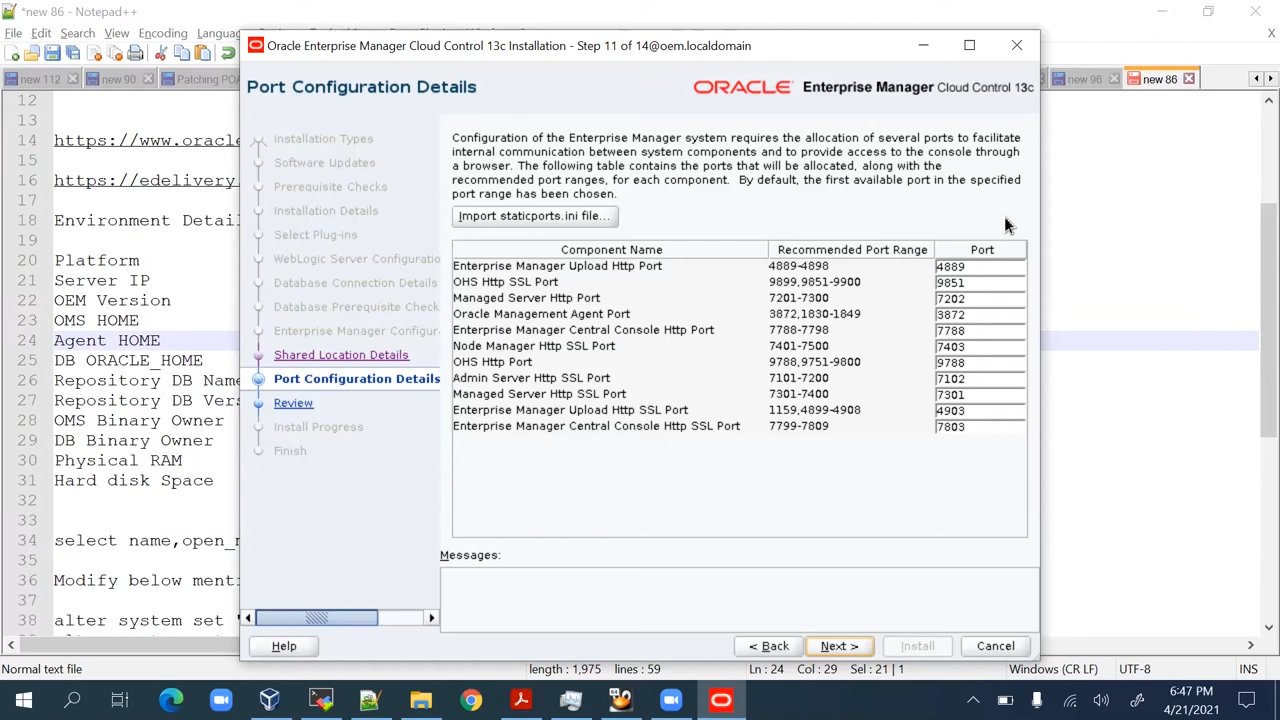 *new 86 - Notepad++
File Edit Search View Encoding Langua
new 112 new 90 Patching PO new 96 new 86
12
13
14 https://www.oracl
15
16 https://edelivery
17
18 Environment Detai
19
20 Platform
21 Server IP
22 OEM Version
23 OMS HOME
24 Agent HOME
25 DB ORACLE_HOME
26 Repository DB Name
27 Repository DB Ver
28 OMS Binary Owner
29 DB Binary Owner
30 Physical RAM
31 Hard disk Space
32
33
34 select name,open_
35
36 Modify below menti
37
38 alter system set '
Oracle Enterprise Manager Cloud Control 13c Installation - Step 11 of 14@oem.localdomain
Port Configuration Details
ORACLE Enterprise Manager Cloud Control 13c
Installation Types
Software Updates
Prerequisite Checks
Installation Details
Select Plug-ins
WebLogic Server Configuratio
Database Connection Details
Database Prerequisite Check
Enterprise Manager Configur
Shared Location Details
Port Configuration Details
Review
Install Progress
Finish
Configuration of the Enterprise Manager system requires the allocation of several ports to facilitate
internal communication between system components and to provide access to the console through
a browser. The following table contains the ports that will be allocated, along with the
recommended port ranges, for each component. By default, the first available port in the specified
port range has been chosen.
Import staticports.ini file...
Component Name Recommended Port Range Port
Enterprise Manager Upload Http Port 4889-4898 4889
OHS Http SSL Port 9899,9851-9900 9851
Managed Server Http Port 7201-7300 7202
Oracle Management Agent Port 3872,1830-1849 3872
Enterprise Manager Central Console Http Port 7788-7798 7788
Node Manager Http SSL Port 7401-7500 7403
OHS Http Port 9788,9751-9800 9788
Admin Server Http SSL Port 7101-7200 7102
Managed Server Http SSL Port 7301-7400 7301
Enterprise Manager Upload Http SSL Port 1159,4899-4908 4903
Enterprise Manager Central Console Http SSL Port 7799-7809 7803
Messages:
Help < Back Next > Install Cancel
Normal text file length : 1,975 lines : 59 Ln : 24 Col : 29 Sel : 21 | 1 Windows (CR LF) UTF-8 INS
6:47 PM
4/21/2021